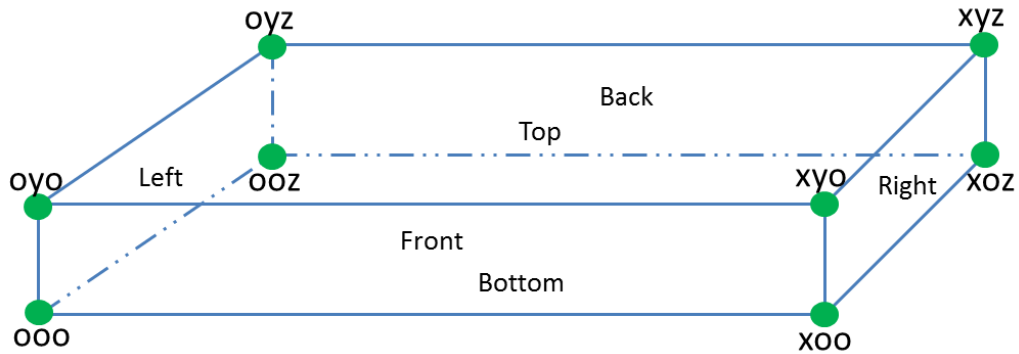 oyz
xyz
Back
Top
oyo
Left
ooz
xyo
Right
xoz
Front
Bottom
ooo
xoo